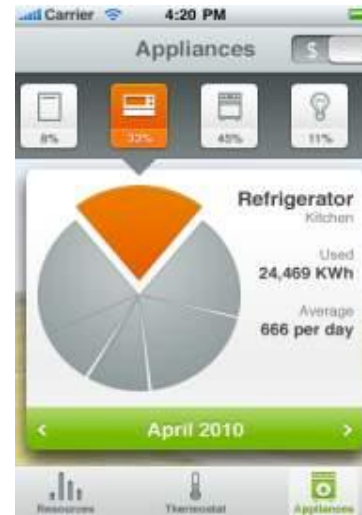 Carrier 4:20 PM
Appliances $
8% 33% 45% 11%
Refrigerator
Kitchen
Used
24,469 KWh
Average
666 per day
April 2010
Resources Thermostat Appliances